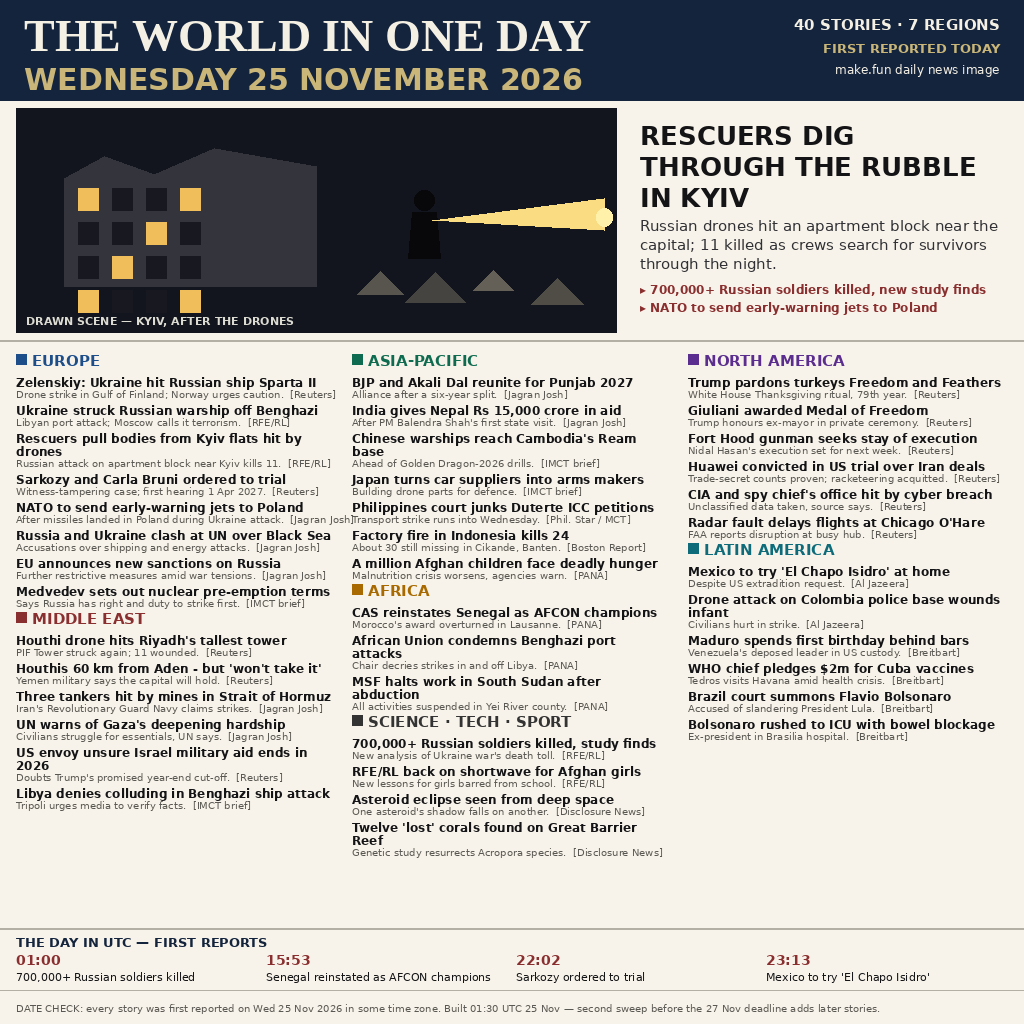 THE WORLD IN ONE DAY
WEDNESDAY 25 NOVEMBER 2026
40 STORIES · 7 REGIONS
FIRST REPORTED TODAY
make.fun daily news image
DRAWN SCENE — KYIV, AFTER THE DRONES
RESCUERS DIG
THROUGH THE RUBBLE
IN KYIV
Russian drones hit an apartment block near the
capital; 11 killed as crews search for survivors
through the night.
▸ 700,000+ Russian soldiers killed, new study finds
▸ NATO to send early-warning jets to Poland
EUROPE
Zelenskiy: Ukraine hit Russian ship Sparta II
Drone strike in Gulf of Finland; Norway urges caution. [Reuters]
Ukraine struck Russian warship off Benghazi
Libyan port attack; Moscow calls it terrorism. [RFE/RL]
Rescuers pull bodies from Kyiv flats hit by
drones
Russian attack on apartment block near Kyiv kills 11. [RFE/RL]
Sarkozy and Carla Bruni ordered to trial
Witness-tampering case; first hearing 1 Apr 2027. [Reuters]
NATO to send early-warning jets to Poland
After missiles landed in Poland during Ukraine attack. [Jagran Josh]
Russia and Ukraine clash at UN over Black Sea
Accusations over shipping and energy attacks. [Jagran Josh]
EU announces new sanctions on Russia
Further restrictive measures amid war tensions. [Jagran Josh]
Medvedev sets out nuclear pre-emption terms
Says Russia has right and duty to strike first. [IMCT brief]
MIDDLE EAST
Houthi drone hits Riyadh's tallest tower
PIF Tower struck again; 11 wounded. [Reuters]
Houthis 60 km from Aden - but 'won't take it'
Yemen military says the capital will hold. [Reuters]
Three tankers hit by mines in Strait of Hormuz
Iran's Revolutionary Guard Navy claims strikes. [Jagran Josh]
UN warns of Gaza's deepening hardship
Civilians struggle for essentials, UN says. [Jagran Josh]
US envoy unsure Israel military aid ends in
2026
Doubts Trump's promised year-end cut-off. [Reuters]
Libya denies colluding in Benghazi ship attack
Tripoli urges media to verify facts. [IMCT brief]
ASIA-PACIFIC
BJP and Akali Dal reunite for Punjab 2027
Alliance after a six-year split. [Jagran Josh]
India gives Nepal Rs 15,000 crore in aid
After PM Balendra Shah's first state visit. [Jagran Josh]
Chinese warships reach Cambodia's Ream
base
Ahead of Golden Dragon-2026 drills. [IMCT brief]
Japan turns car suppliers into arms makers
Building drone parts for defence. [IMCT brief]
Philippines court junks Duterte ICC petitions
Transport strike runs into Wednesday. [Phil. Star / MCT]
Factory fire in Indonesia kills 24
About 30 still missing in Cikande, Banten. [Boston Report]
A million Afghan children face deadly hunger
Malnutrition crisis worsens, agencies warn. [PANA]
AFRICA
CAS reinstates Senegal as AFCON champions
Morocco's award overturned in Lausanne. [PANA]
African Union condemns Benghazi port
attacks
Chair decries strikes in and off Libya. [PANA]
MSF halts work in South Sudan after
abduction
All activities suspended in Yei River county. [PANA]
SCIENCE · TECH · SPORT
700,000+ Russian soldiers killed, study finds
New analysis of Ukraine war's death toll. [RFE/RL]
RFE/RL back on shortwave for Afghan girls
New lessons for girls barred from school. [RFE/RL]
Asteroid eclipse seen from deep space
One asteroid's shadow falls on another. [Disclosure News]
Twelve 'lost' corals found on Great Barrier
Reef
Genetic study resurrects Acropora species. [Disclosure News]
NORTH AMERICA
Trump pardons turkeys Freedom and Feathers
White House Thanksgiving ritual, 79th year. [Reuters]
Giuliani awarded Medal of Freedom
Trump honours ex-mayor in private ceremony. [Reuters]
Fort Hood gunman seeks stay of execution
Nidal Hasan's execution set for next week. [Reuters]
Huawei convicted in US trial over Iran deals
Trade-secret counts proven; racketeering acquitted. [Reuters]
CIA and spy chief's office hit by cyber breach
Unclassified data taken, source says. [Reuters]
Radar fault delays flights at Chicago O'Hare
FAA reports disruption at busy hub. [Reuters]
LATIN AMERICA
Mexico to try 'El Chapo Isidro' at home
Despite US extradition request. [Al Jazeera]
Drone attack on Colombia police base wounds
infant
Civilians hurt in strike. [Al Jazeera]
Maduro spends first birthday behind bars
Venezuela's deposed leader in US custody. [Breitbart]
WHO chief pledges $2m for Cuba vaccines
Tedros visits Havana amid health crisis. [Breitbart]
Brazil court summons Flavio Bolsonaro
Accused of slandering President Lula. [Breitbart]
Bolsonaro rushed to ICU with bowel blockage
Ex-president in Brasilia hospital. [Breitbart]
THE DAY IN UTC — FIRST REPORTS
01:00
700,000+ Russian soldiers killed
15:53
Senegal reinstated as AFCON champions
22:02
Sarkozy ordered to trial
23:13
Mexico to try 'El Chapo Isidro'
DATE CHECK: every story was first reported on Wed 25 Nov 2026 in some time zone. Built 01:30 UTC 25 Nov — second sweep before the 27 Nov deadline adds later stories.